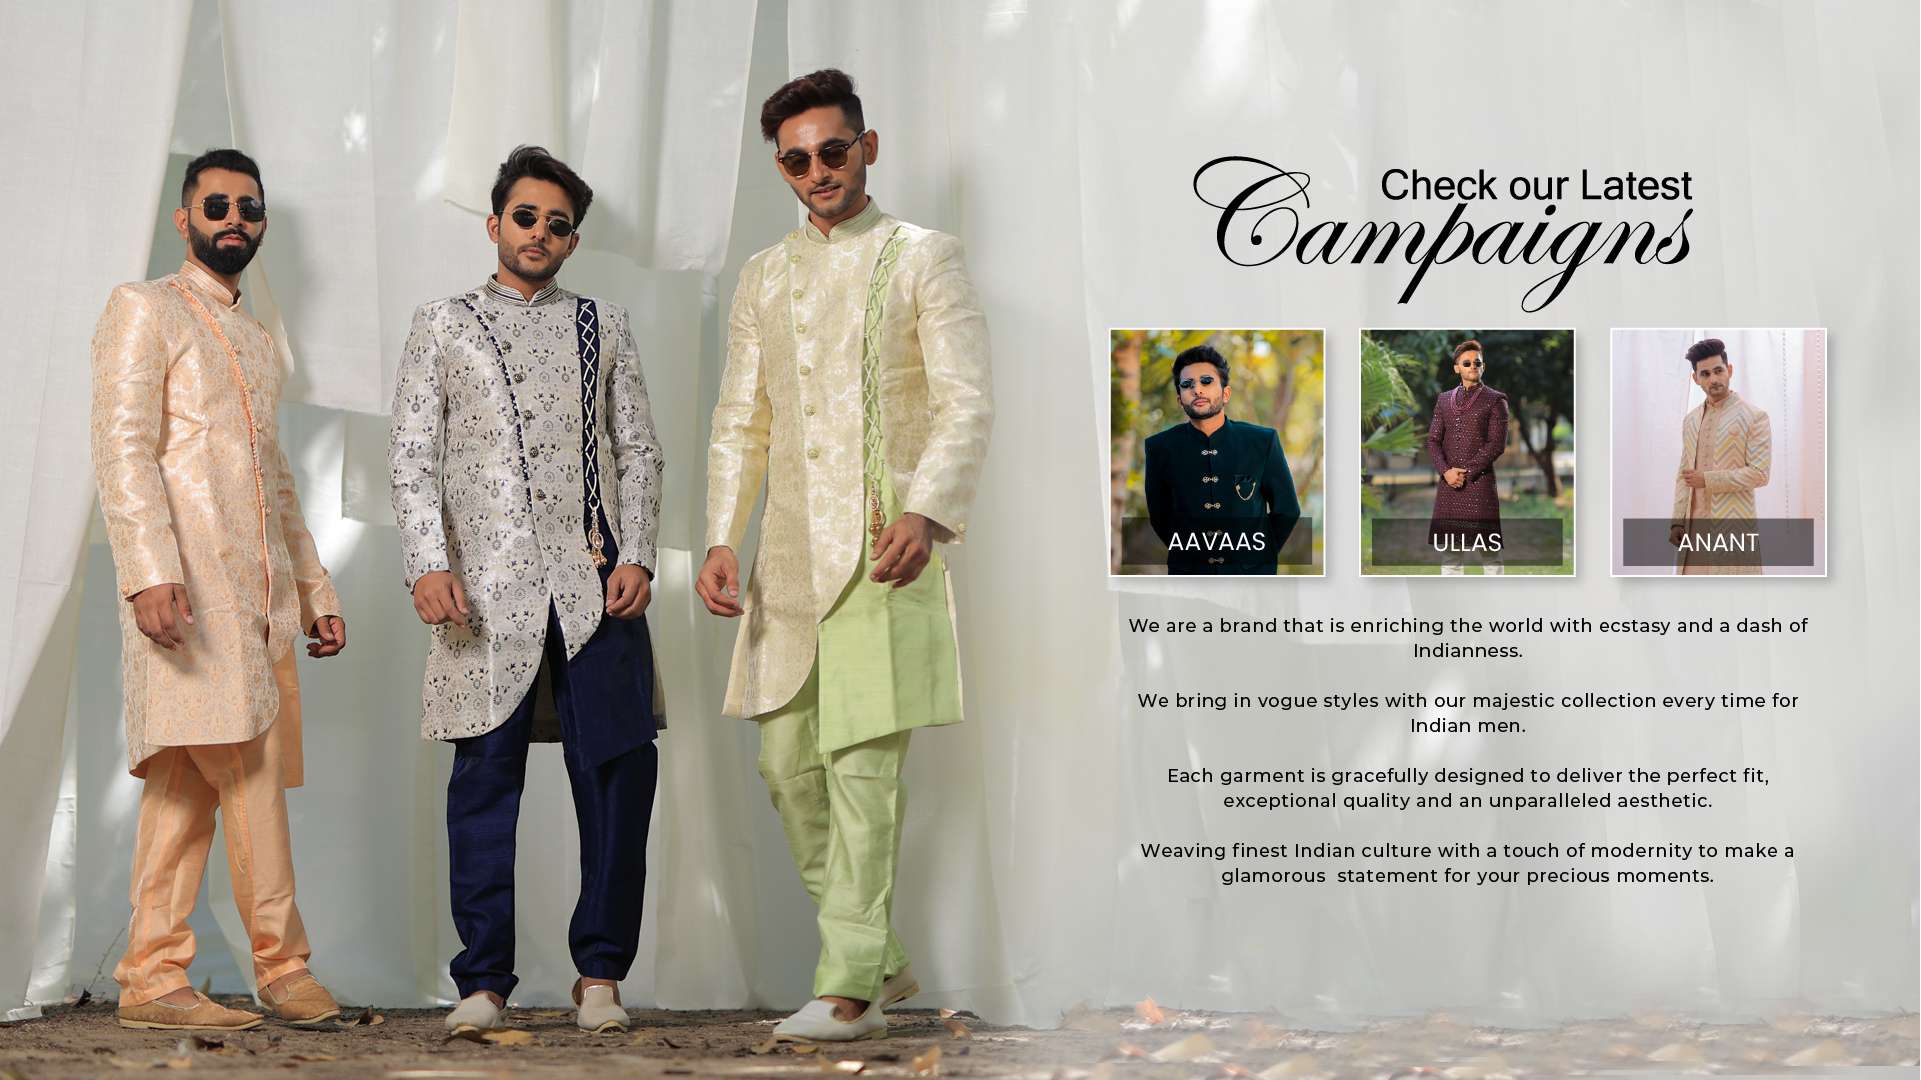 Check our Latest
Campaigns
AAVAAS
ULLAS
ANANT
We are a brand that is enriching the world with ecstasy and a dash of
Indianness.
We bring in vogue styles with our majestic collection every time for
Indian men.
Each garment is gracefully designed to deliver the perfect fit,
exceptional quality and an unparalleled aesthetic.
Weaving finest Indian culture with a touch of modernity to make a
glamorous  statement for your precious moments.